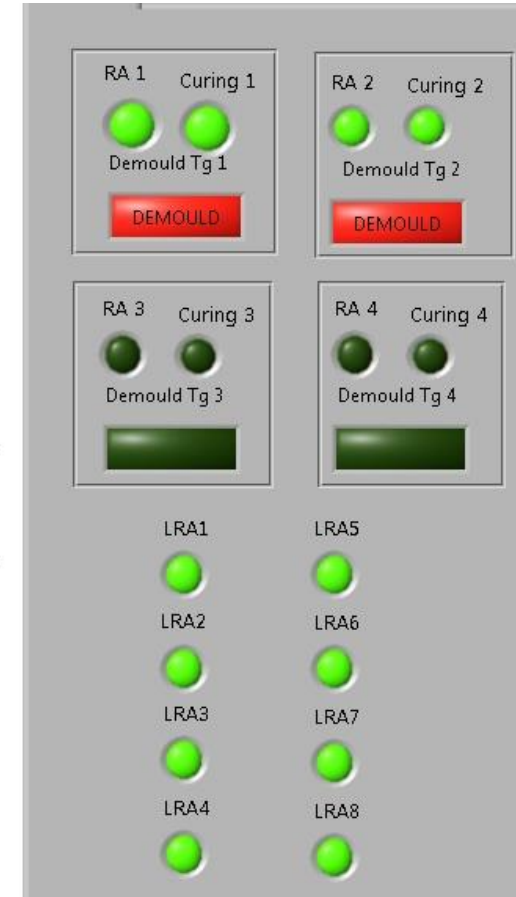 RA 1 Curing 1
Demould Tg 1
DEMOULD
RA 2 Curing 2
Demould Tg 2
DEMOULD
RA 3 Curing 3
Demould Tg 3
RA 4 Curing 4
Demould Tg 4
LRA1 LRA5
LRA2 LRA6
LRA3 LRA7
LRA4 LRA8